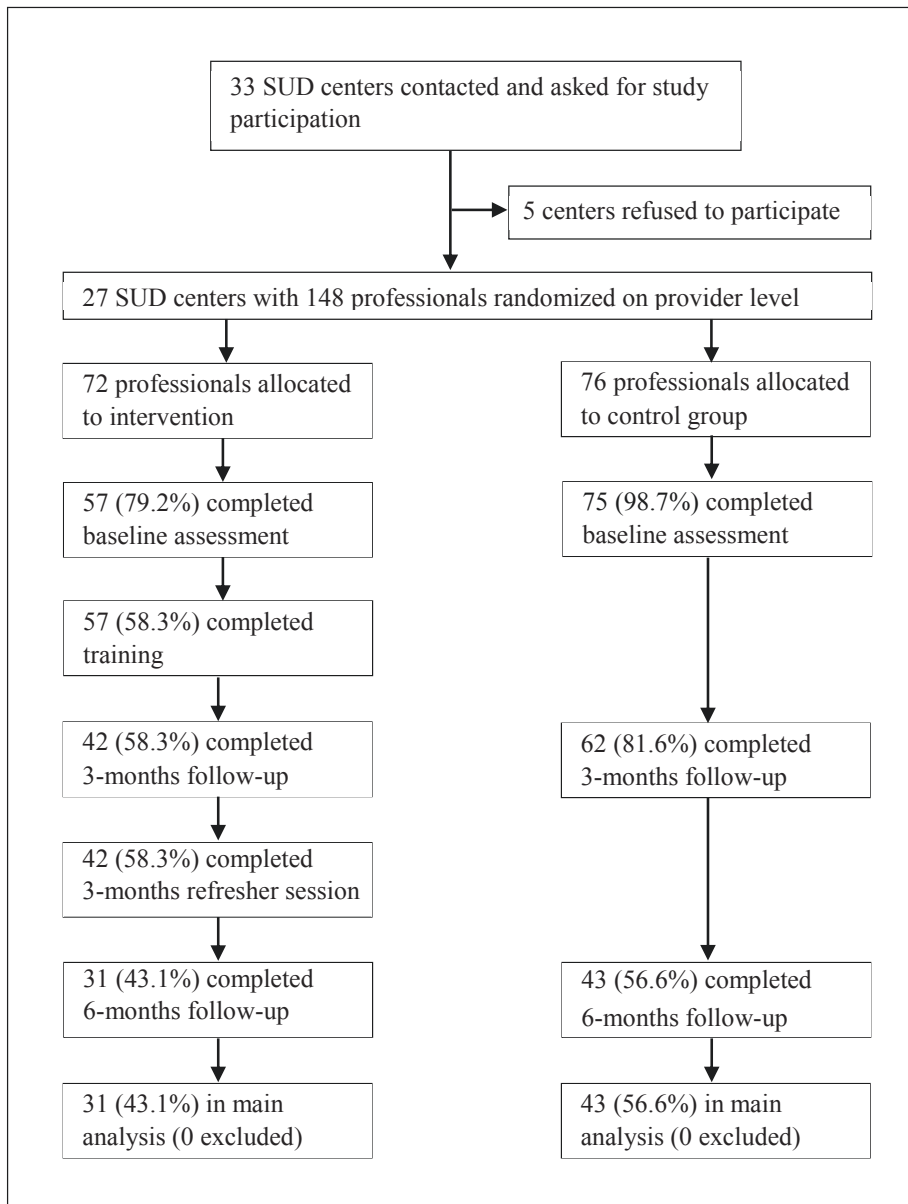 33 SUD centers contacted and asked for study
participation
5 centers refused to participate
27 SUD centers with 148 professionals randomized on provider level
72 professionals allocated
to intervention
76 professionals allocated
to control group
57 (79.2%) completed
baseline assessment
75 (98.7%) completed
baseline assessment
57 (58.3%) completed
training
42 (58.3%) completed
3-months follow-up
62 (81.6%) completed
3-months follow-up
42 (58.3%) completed
3-months refresher session
31 (43.1%) completed
6-months follow-up
43 (56.6%) completed
6-months follow-up
31 (43.1%) in main
analysis (0 excluded)
43 (56.6%) in main
analysis (0 excluded)